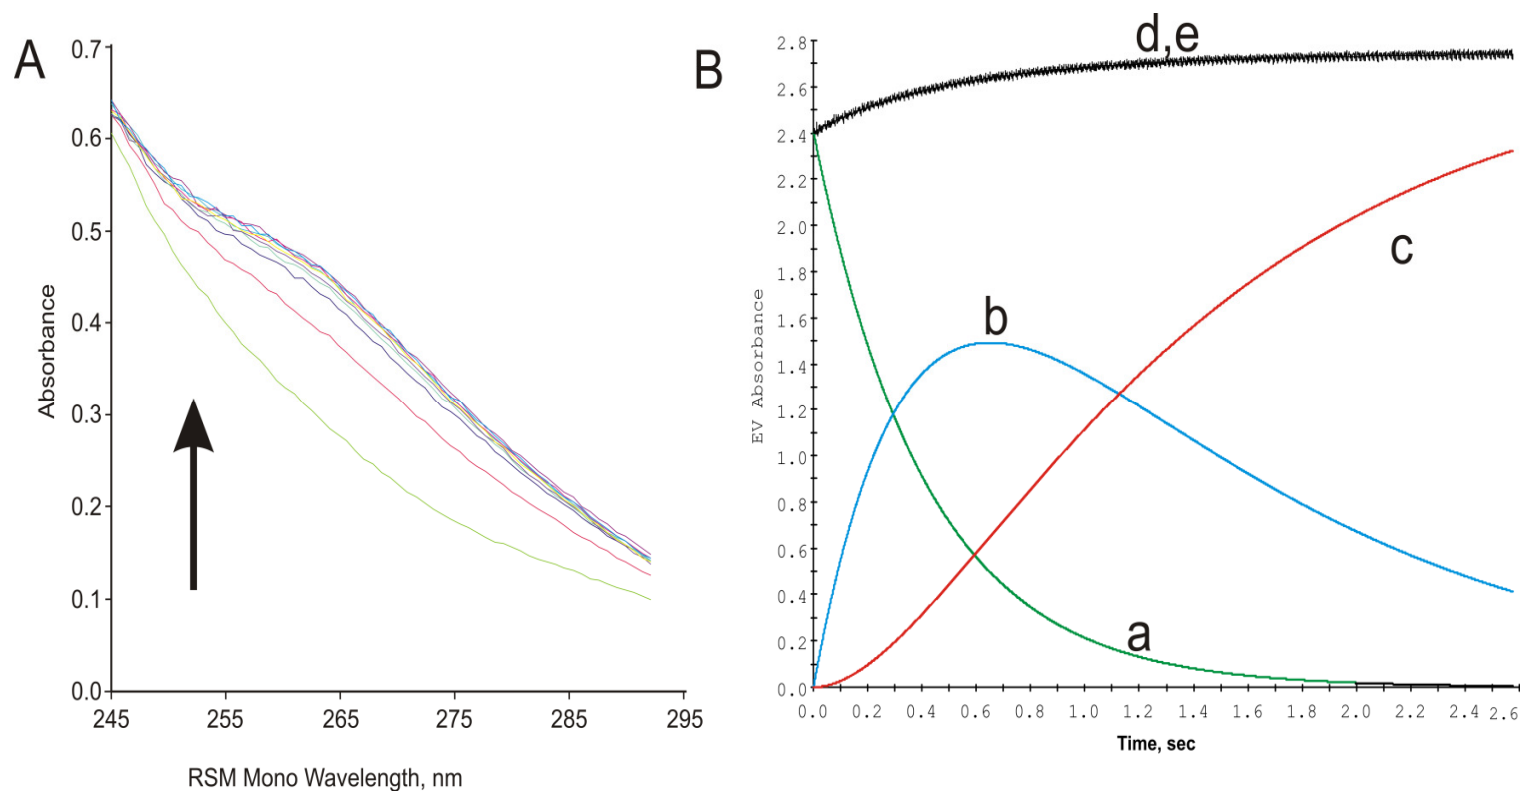 A
0.7
0.6
0.5
0.4
0.3
0.2
0.1
0.0
Absorbance
245 255 265 275 285 295
RSM Mono Wavelength, nm
B
2.8
2.6
2.4
2.2
2.0
1.8
1.6
1.4
1.2
1.0
0.8
0.6
0.4
0.2
0.0
EV Absorbance
d,e
c
b
a
0.0 0.2 0.4 0.6 0.8 1.0 1.2 1.4 1.6 1.8 2.0 2.2 2.4 2.6
Time, sec